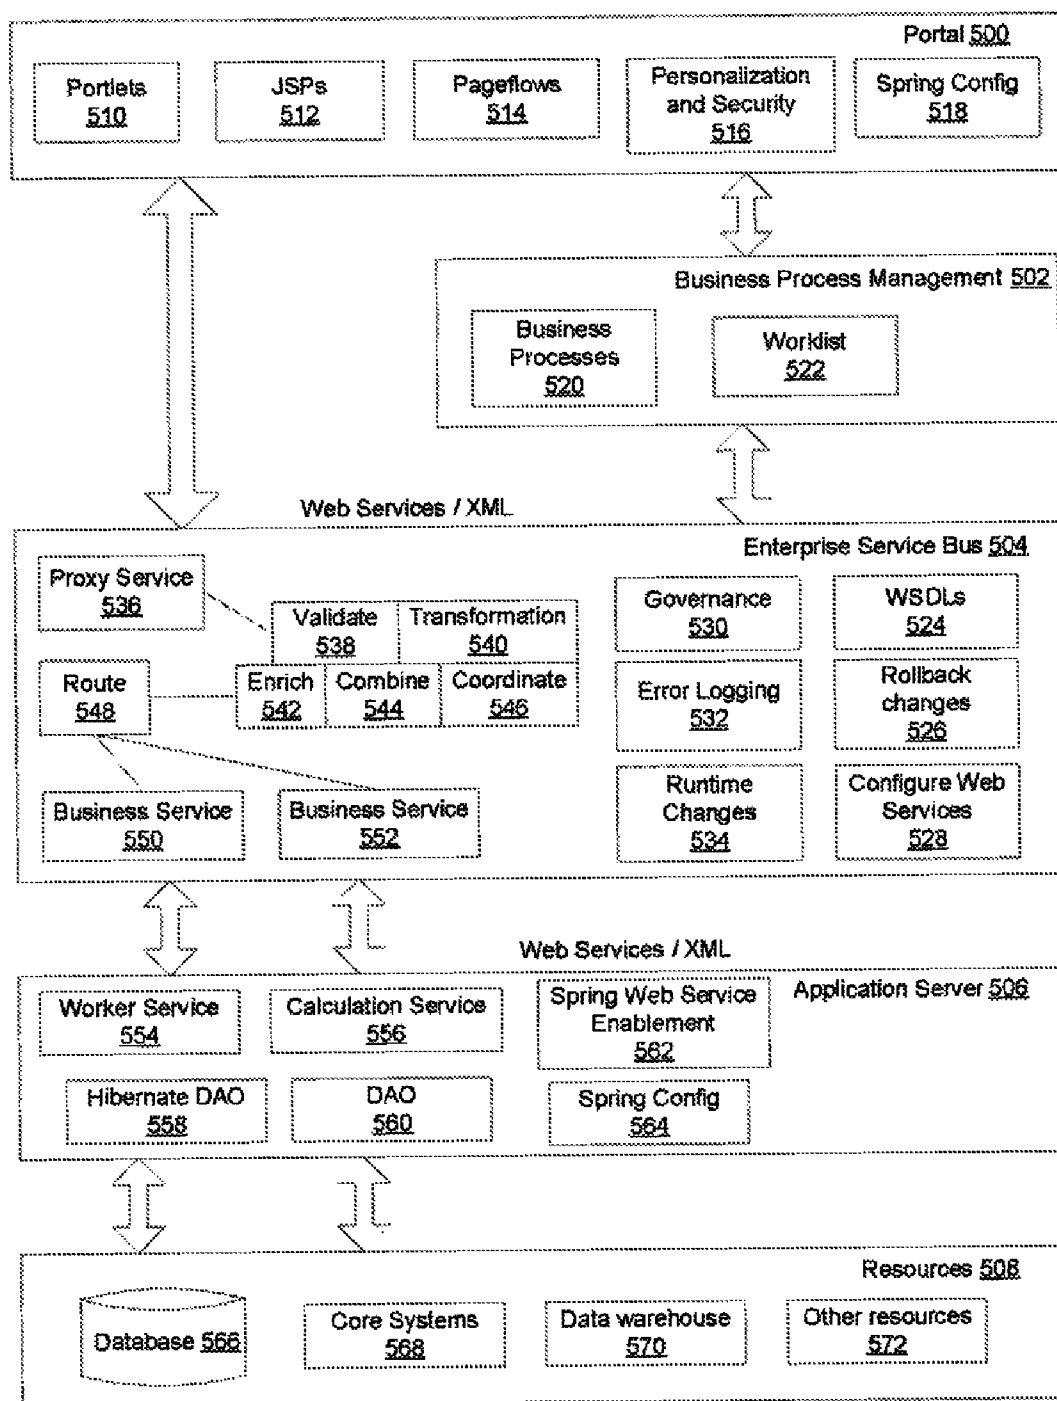 Portal 500
Portlets
510
JSPs
512
Pageflows
514
Personalization
and Security
516
Spring Config
518
Business Process Management 502
Business
Processes
520
Worklist
522
Web Services / XML
Enterprise Service Bus 504
Proxy Service
536
Validate
538
Transformation
540
Enrich
542
Combine
544
Coordinate
546
Route
548
Business Service
550
Business Service
552
Governance
530
WSDLs
524
Error Logging
532
Rollback
changes
526
Runtime
Changes
534
Configure Web
Services
528
Web Services / XML
Application Server 506
Worker Service
554
Calculation Service
556
Spring Web Service
Enablement
562
Hibernate DAO
558
DAO
560
Spring Config
564
Resources 508
Database 566
Core Systems
568
Data warehouse
570
Other resources
572